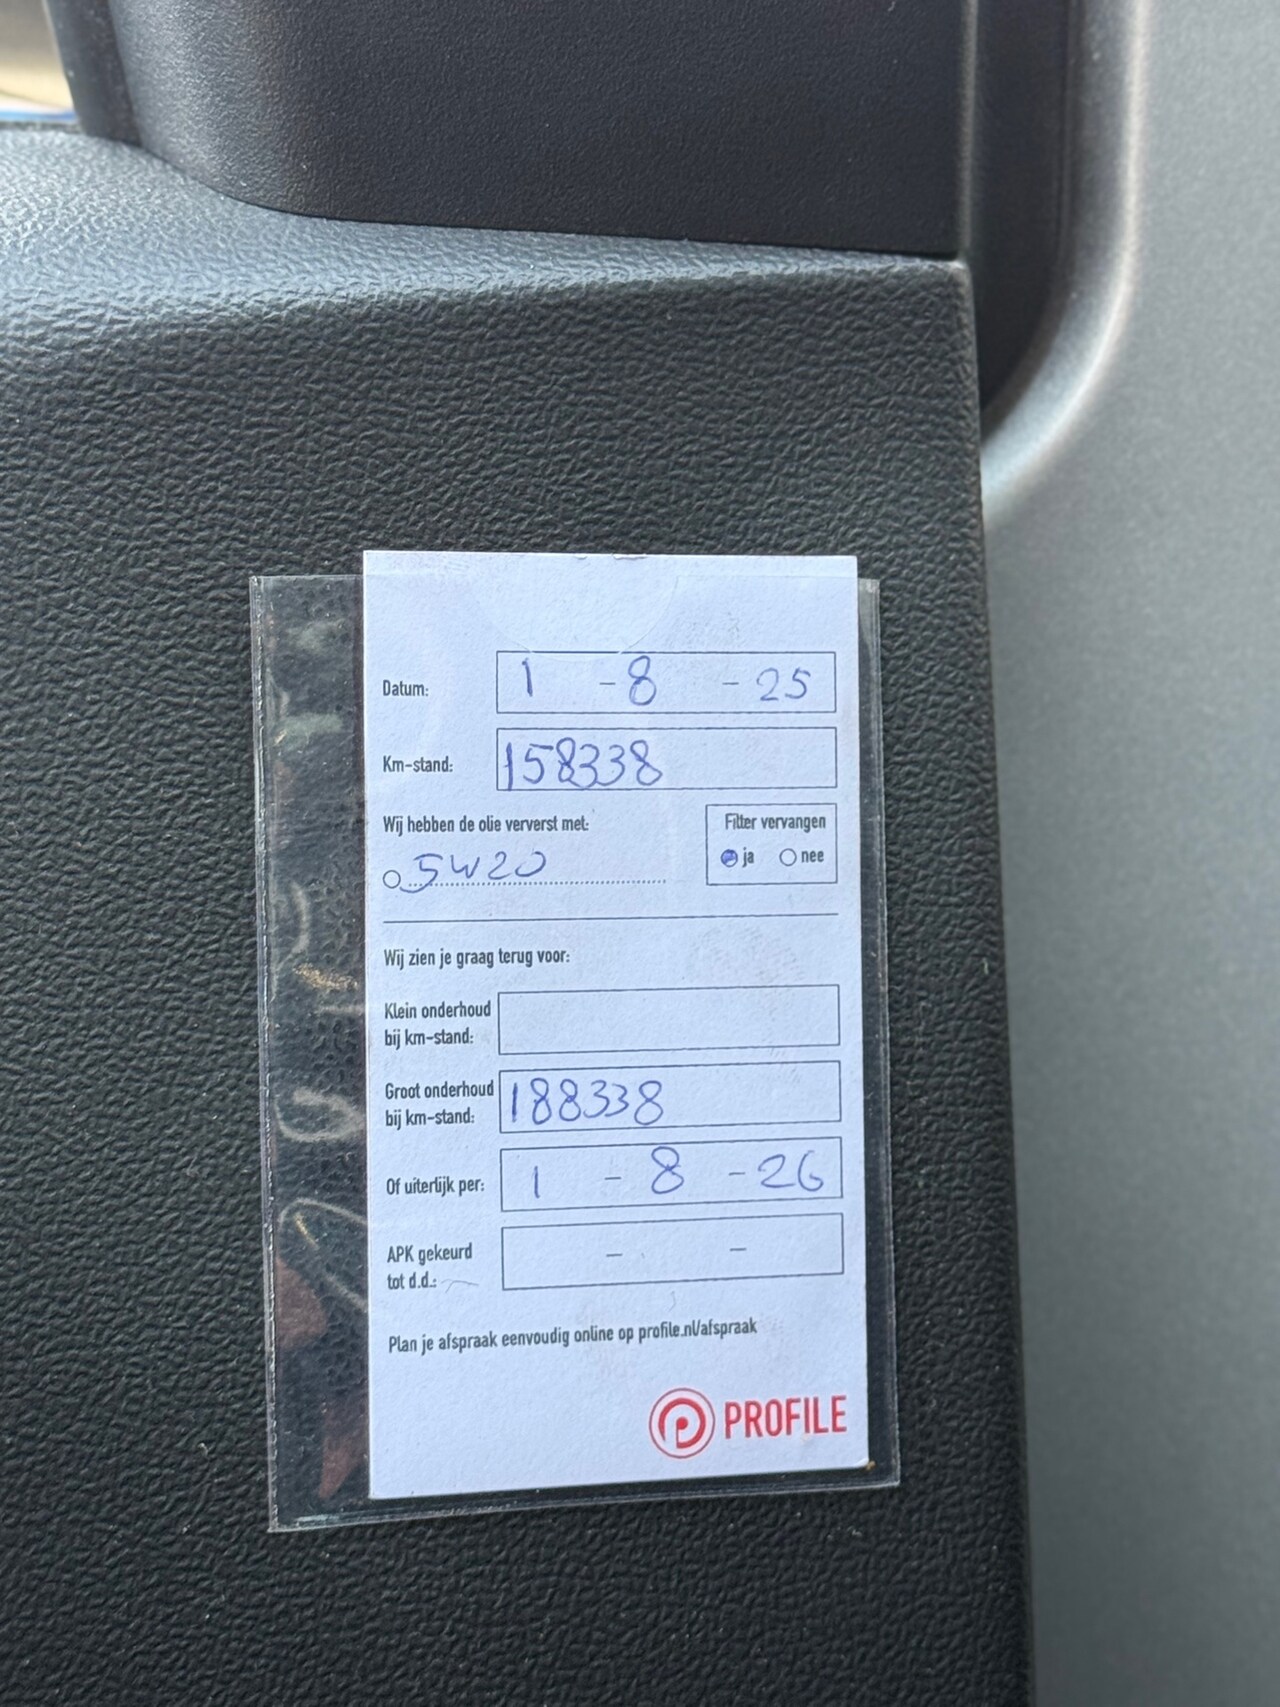 Datum: 1 - 8 - 25
Km-stand: 158338
Wij hebben de olie ververst met:
5W20
Filter vervangen
ja nee
Wij zien je graag terug voor:
Klein onderhoud
bij km-stand:
Groot onderhoud
bij km-stand: 188338
Of uiterlijk per: 1 - 8 - 26
APK gekeurd
tot d.d.: - -
Plan je afspraak eenvoudig online op profile.nl/afspraak
PROFILE